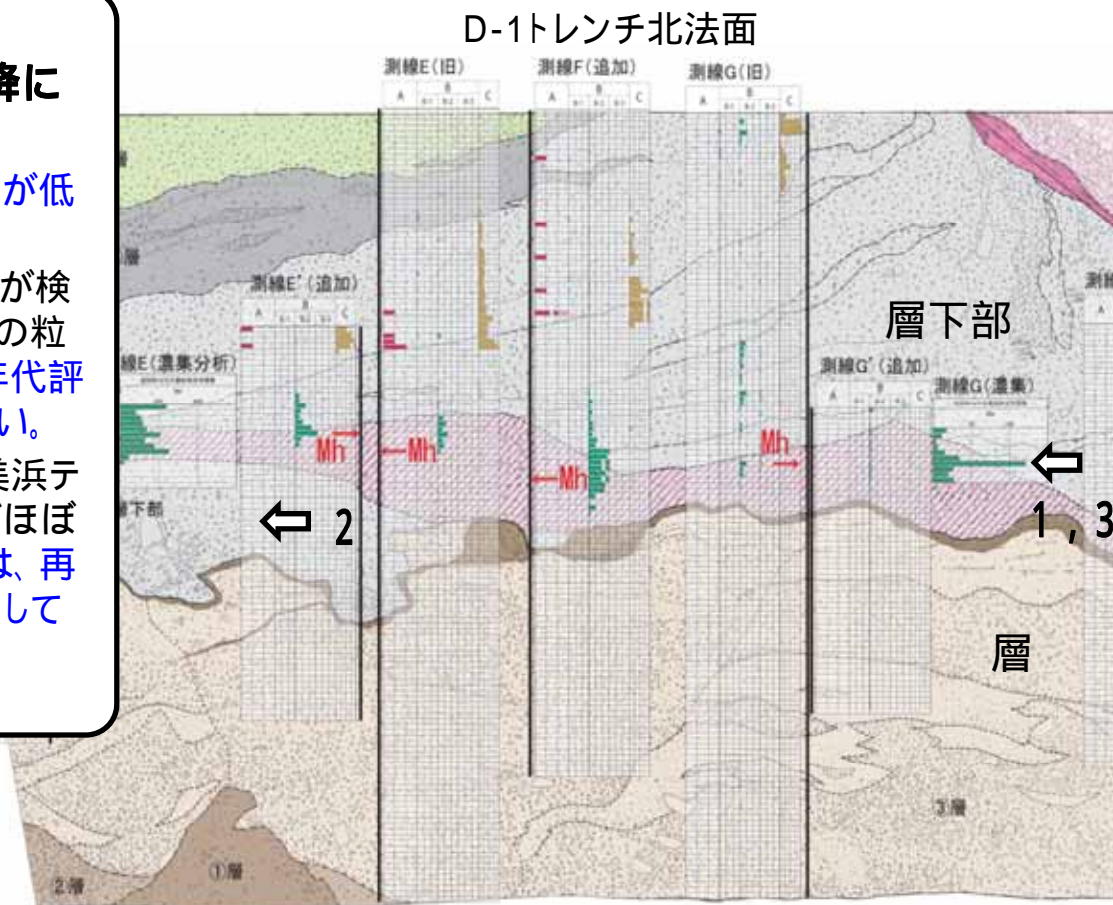 D-1トレンチ北法面
降に
が低
が検
の粒
年代評
い。
美浜テ
ほぼ
は、再
して
測線E(旧)
A B C
測線F(追加)
A B C
測線G(旧)
A B C
測線E'(追加)
A B C
線E(濃集分析)
測線G'(追加)
A B C
測線G(濃集)
測線
A
層
層
層下部
下部
Mh
Mh
Mh
Mh
2
1 , 3
層
3層
①層
2層